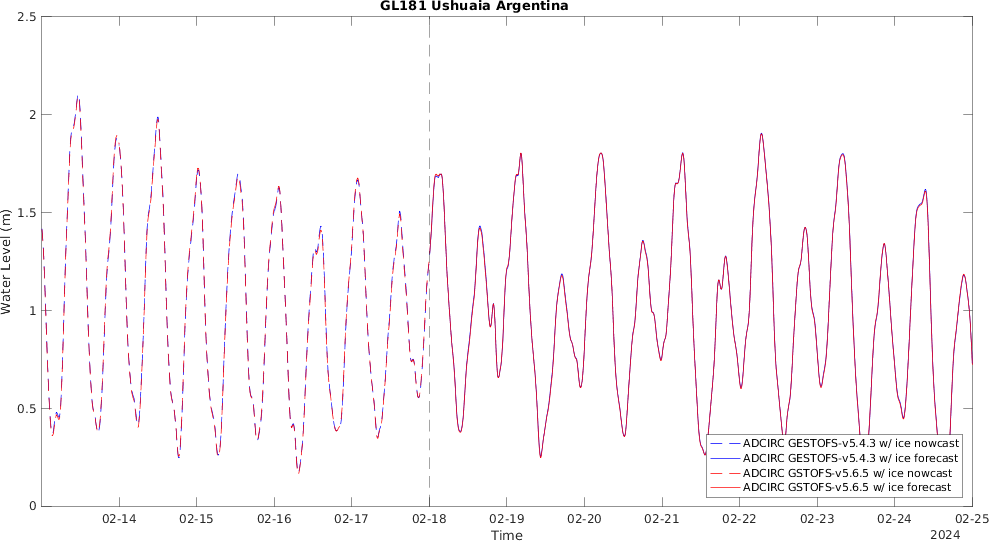 GL181 Ushuaia Argentina
2.5
2
1.5
1
0.5
0
Water Level (m)
02-14 02-15 02-16 02-17 02-18 02-19 02-20 02-21 02-22 02-23 02-24 02-25
Time
2024
ADCIRC GESTOFS-v5.4.3 w/ ice nowcast
ADCIRC GESTOFS-v5.4.3 w/ ice forecast
ADCIRC GSTOFS-v5.6.5 w/ ice nowcast
ADCIRC GSTOFS-v5.6.5 w/ ice forecast